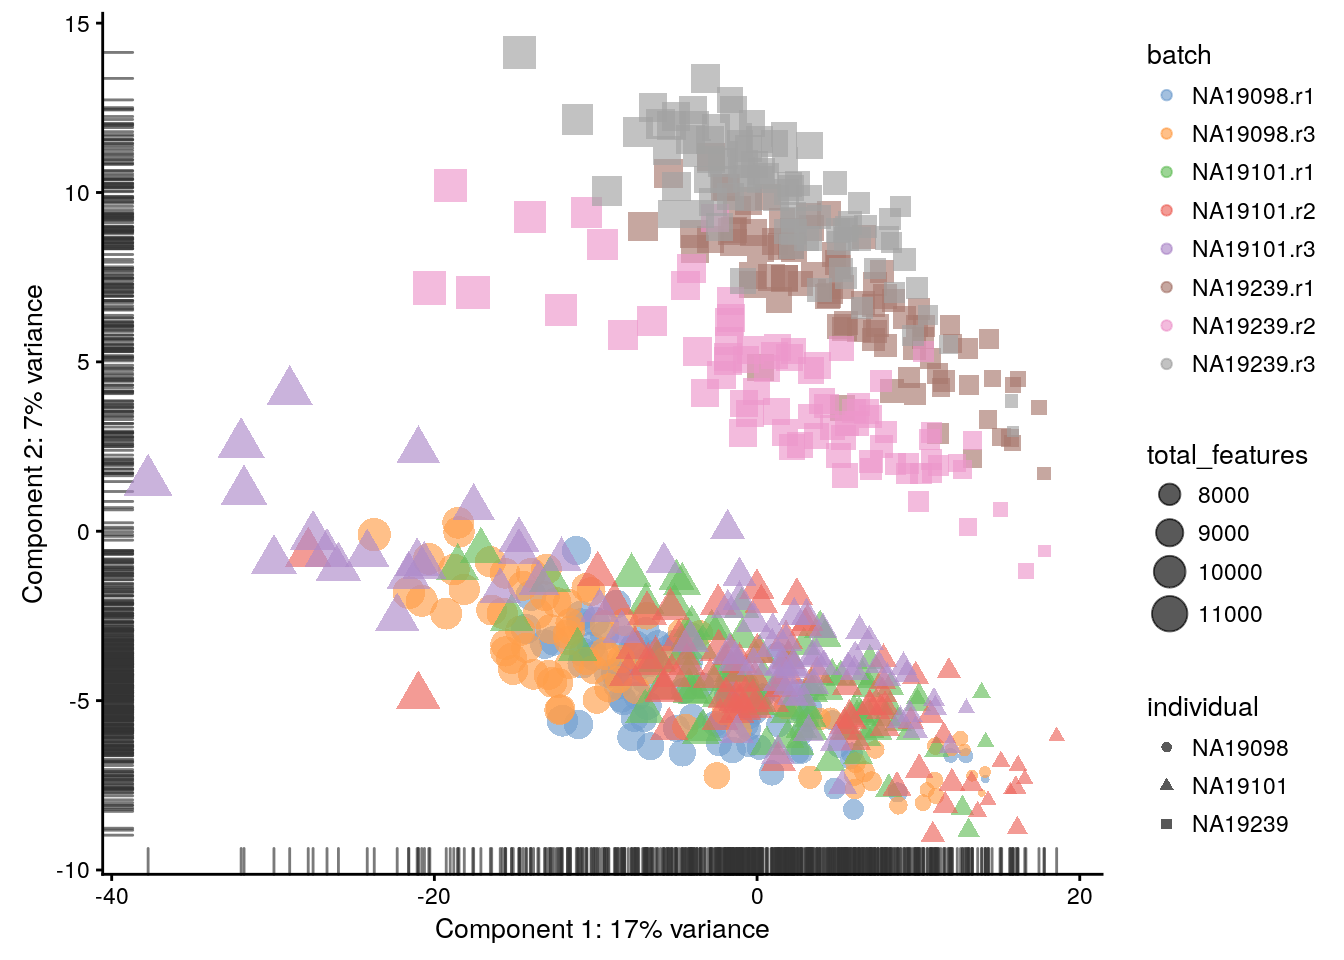 15
10
5
0
-5
-10
-40
-20
0
20
Component 1: 17% variance
Component 2: 7% variance
batch
NA19098.r1
NA19098.r3
NA19101.r1
NA19101.r2
NA19101.r3
NA19239.r1
NA19239.r2
NA19239.r3
total_features
8000
9000
10000
11000
individual
NA19098
NA19101
NA19239